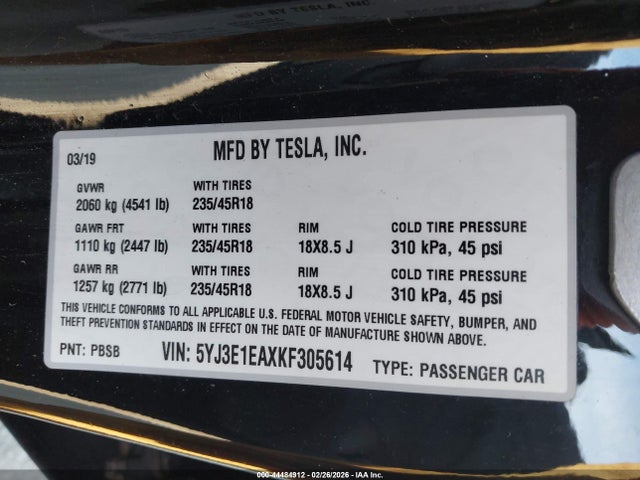 MFD BY TESLA, INC.
03/19
MFD BY TESLA, INC.
GVWR WITH TIRES
2060 kg (4541 lb) 235/45R18
GAWR FRT WITH TIRES RIM COLD TIRE PRESSURE
1110 kg (2447 lb) 235/45R18 18X8.5 J 310 kPa, 45 psi
GAWR RR WITH TIRES RIM COLD TIRE PRESSURE
1257 kg (2771 lb) 235/45R18 18X8.5 J 310 kPa, 45 psi
THIS VEHICLE CONFORMS TO ALL APPLICABLE U.S. FEDERAL MOTOR VEHICLE SAFETY, BUMPER, AND
THEFT PREVENTION STANDARDS IN EFFECT ON THE DATE OF MANUFACTURE SHOWN ABOVE.
PNT: PBSB VIN: 5YJ3E1EAXKF305614 TYPE: PASSENGER CAR
000-44484912 - 02/26/2026 - IAA Inc.